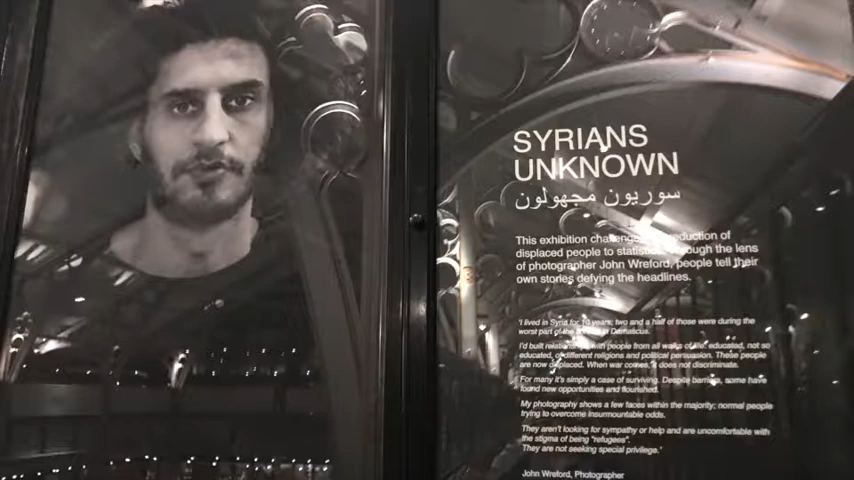 SYRIANS
UNKNOWN
سوريون مجهولون
This exhibition challenges reduction of
displaced people to through the lens
of photographer John Wreford, people tell their
own stories defying the headlines.
'I lived in Syria for 10 years; two and a half of those were during the
worst part of the in Damascus.
I'd built with people from all walks of life: educated, not so
educated, of different religions and political persuasion. These people
are now displaced. When war comes, it does not discriminate.
For many it's simply a case of surviving. Despite barriers, some have
found new opportunities and flourished.
My photography shows a few faces within the majority; normal people
trying to overcome insurmountable odds.
They aren't looking for sympathy or help and are uncomfortable with
the stigma of being "refugees".
They are not seeking special privilege.'
John Wreford, Photographer